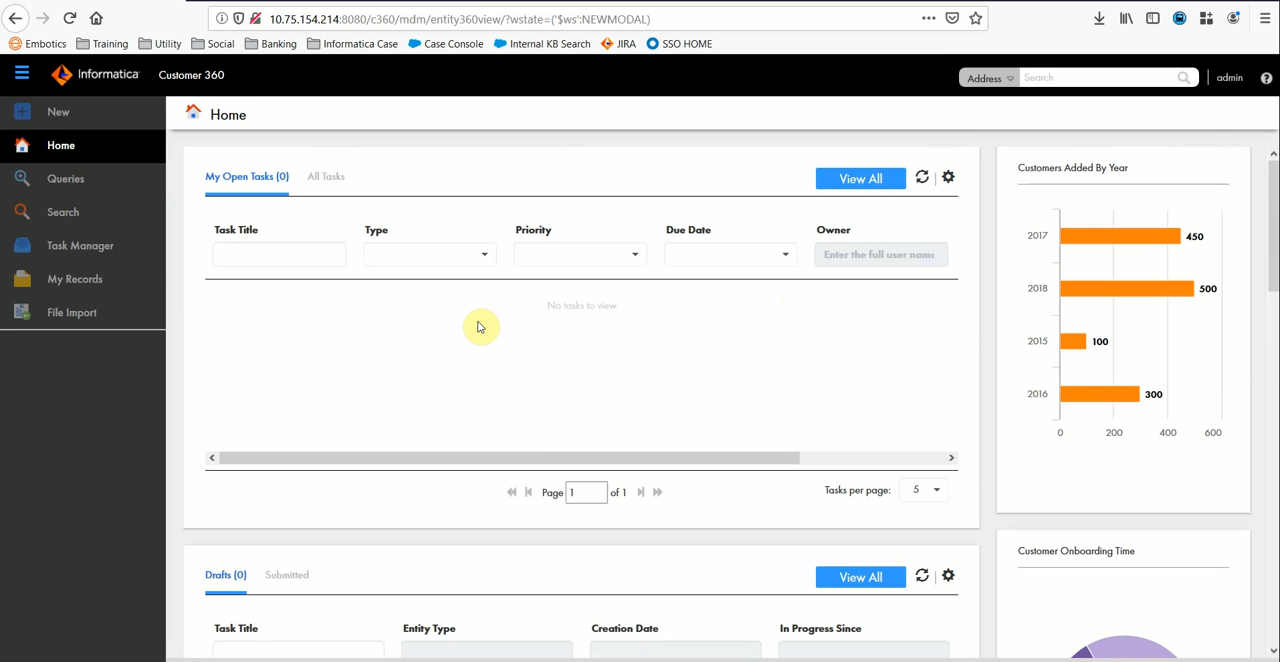 10.75.154.214:8080/c360/mdm/entity360view/?wstate=('$ws':NEWMODAL)
Embotics Training Utility Social Banking Informatica Case Case Console Internal KB Search JIRA SSO HOME
Informatica Customer 360 Address Search admin ?
New
Home
Queries
Search
Task Manager
My Records
File Import
Home
My Open Tasks (0) All Tasks View All
Task Title Type Priority Due Date Owner
Enter the full user name
No tasks to view
Page 1 of 1 Tasks per page: 5
Drafts (0) Submitted View All
Task Title Entity Type Creation Date In Progress Since
Customers Added By Year
2017 450
2018 500
2015 100
2016 300
0 200 400 600
Customer Onboarding Time